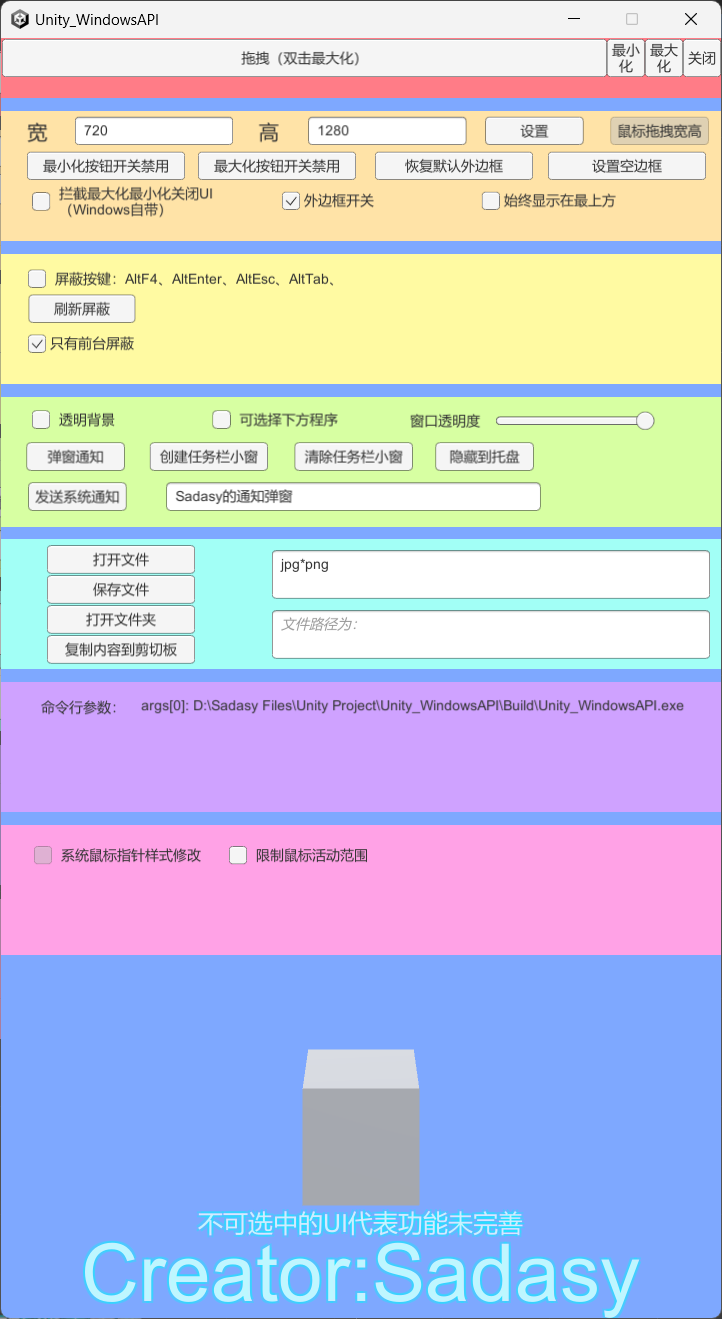 Unity_WindowsAPI
拖拽（双击最大化）
最小化
最大化
关闭
宽
720
高
1280
设置
鼠标拖拽宽高
最小化按钮开关禁用
最大化按钮开关禁用
恢复默认外边框
设置空边框
拦截最大化最小化关闭UI
（Windows自带）
外边框开关
始终显示在最上方
屏蔽按键：AltF4、AltEnter、AltEsc、AltTab、
刷新屏蔽
只有前台屏蔽
透明背景
可选择下方程序
窗口透明度
弹窗通知
创建任务栏小窗
清除任务栏小窗
隐藏到托盘
发送系统通知
Sadasy的通知弹窗
打开文件
保存文件
打开文件夹
复制内容到剪切板
jpg*png
文件路径为：
命令行参数：
args[0]: D:\Sadasy Files\Unity Project\Unity_WindowsAPI\Build\Unity_WindowsAPI.exe
系统鼠标指针样式修改
限制鼠标活动范围
不可选中的UI代表功能未完善
Creator:Sadasy